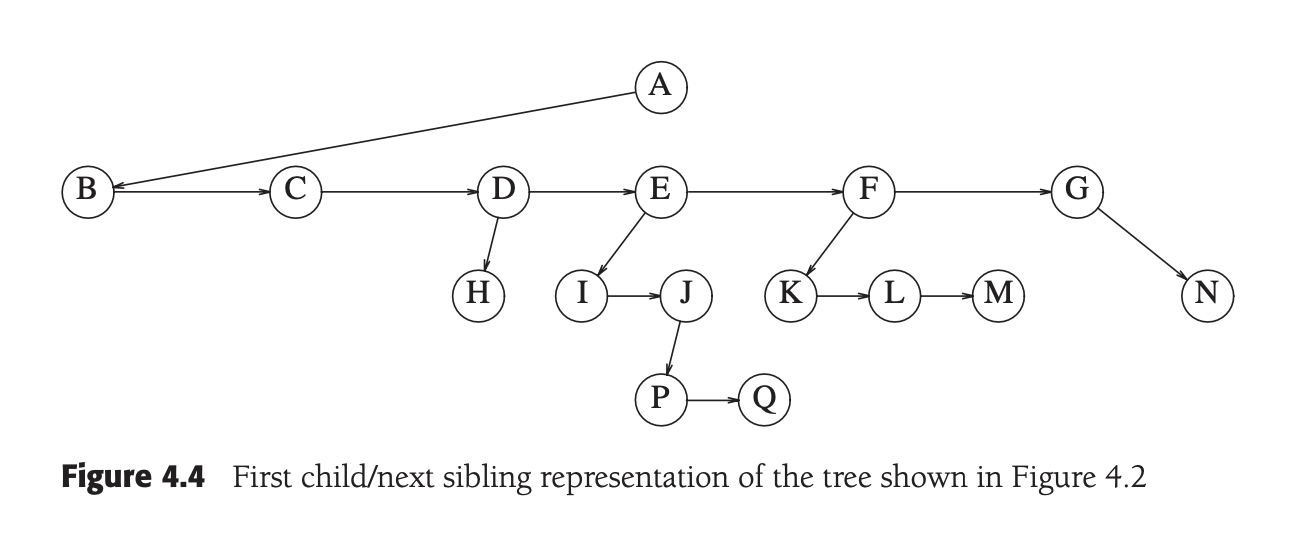 A
B C D E F G
H I J K L M N
P Q
Figure 4.4 First child/next sibling representation of the tree shown in Figure 4.2